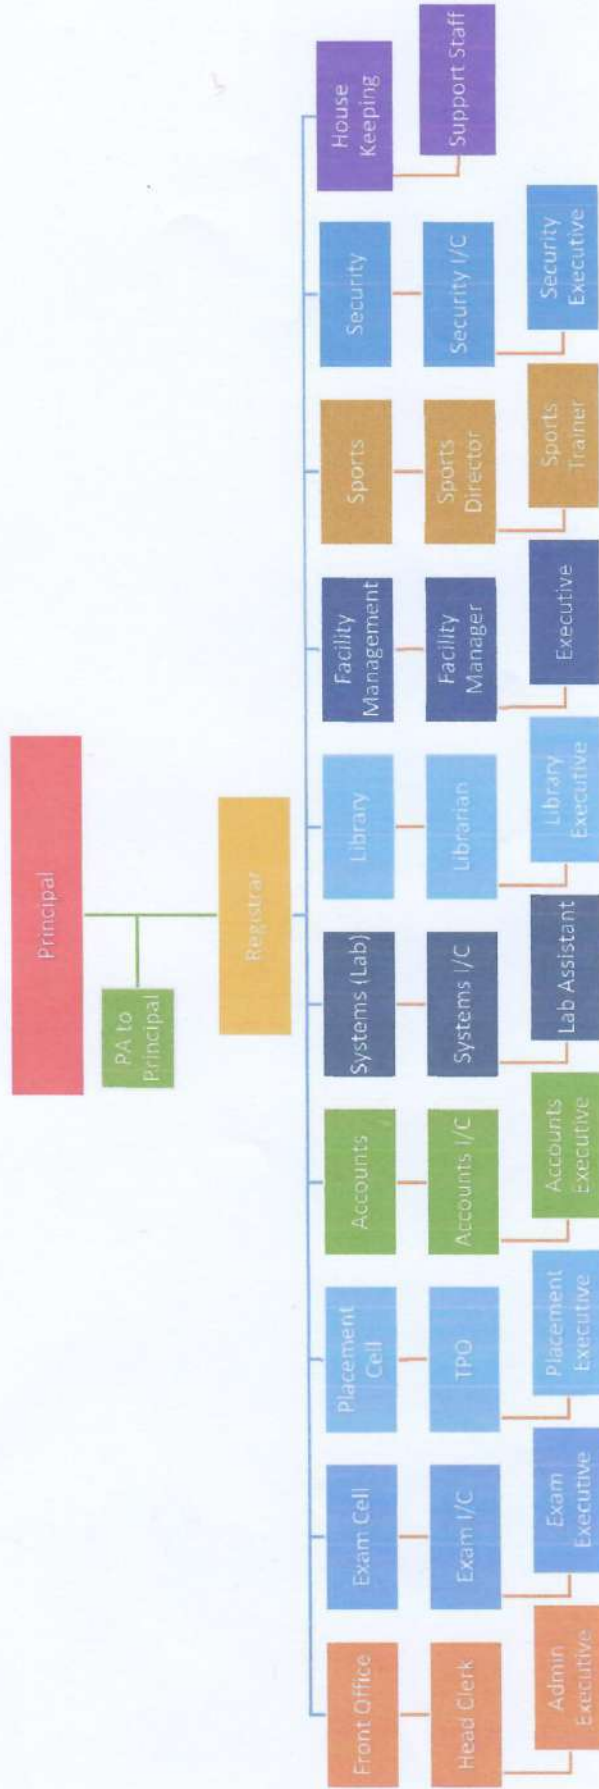 Principal
PA to
Principal
Registrar
Front Office
Exam Cell
Placement
Cell
Accounts
Systems (Lab)
Library
Facility
Management
Sports
Security
House
Keeping
Head Clerk
Exam I/C
TPO
Accounts I/C
Systems I/C
Librarian
Facility
Manager
Sports
Director
Security I/C
Support Staff
Admin
Executive
Exam
Executive
Placement
Executive
Accounts
Executive
Lab Assistant
Library
Executive
Executive
Sports
Trainer
Security
Executive